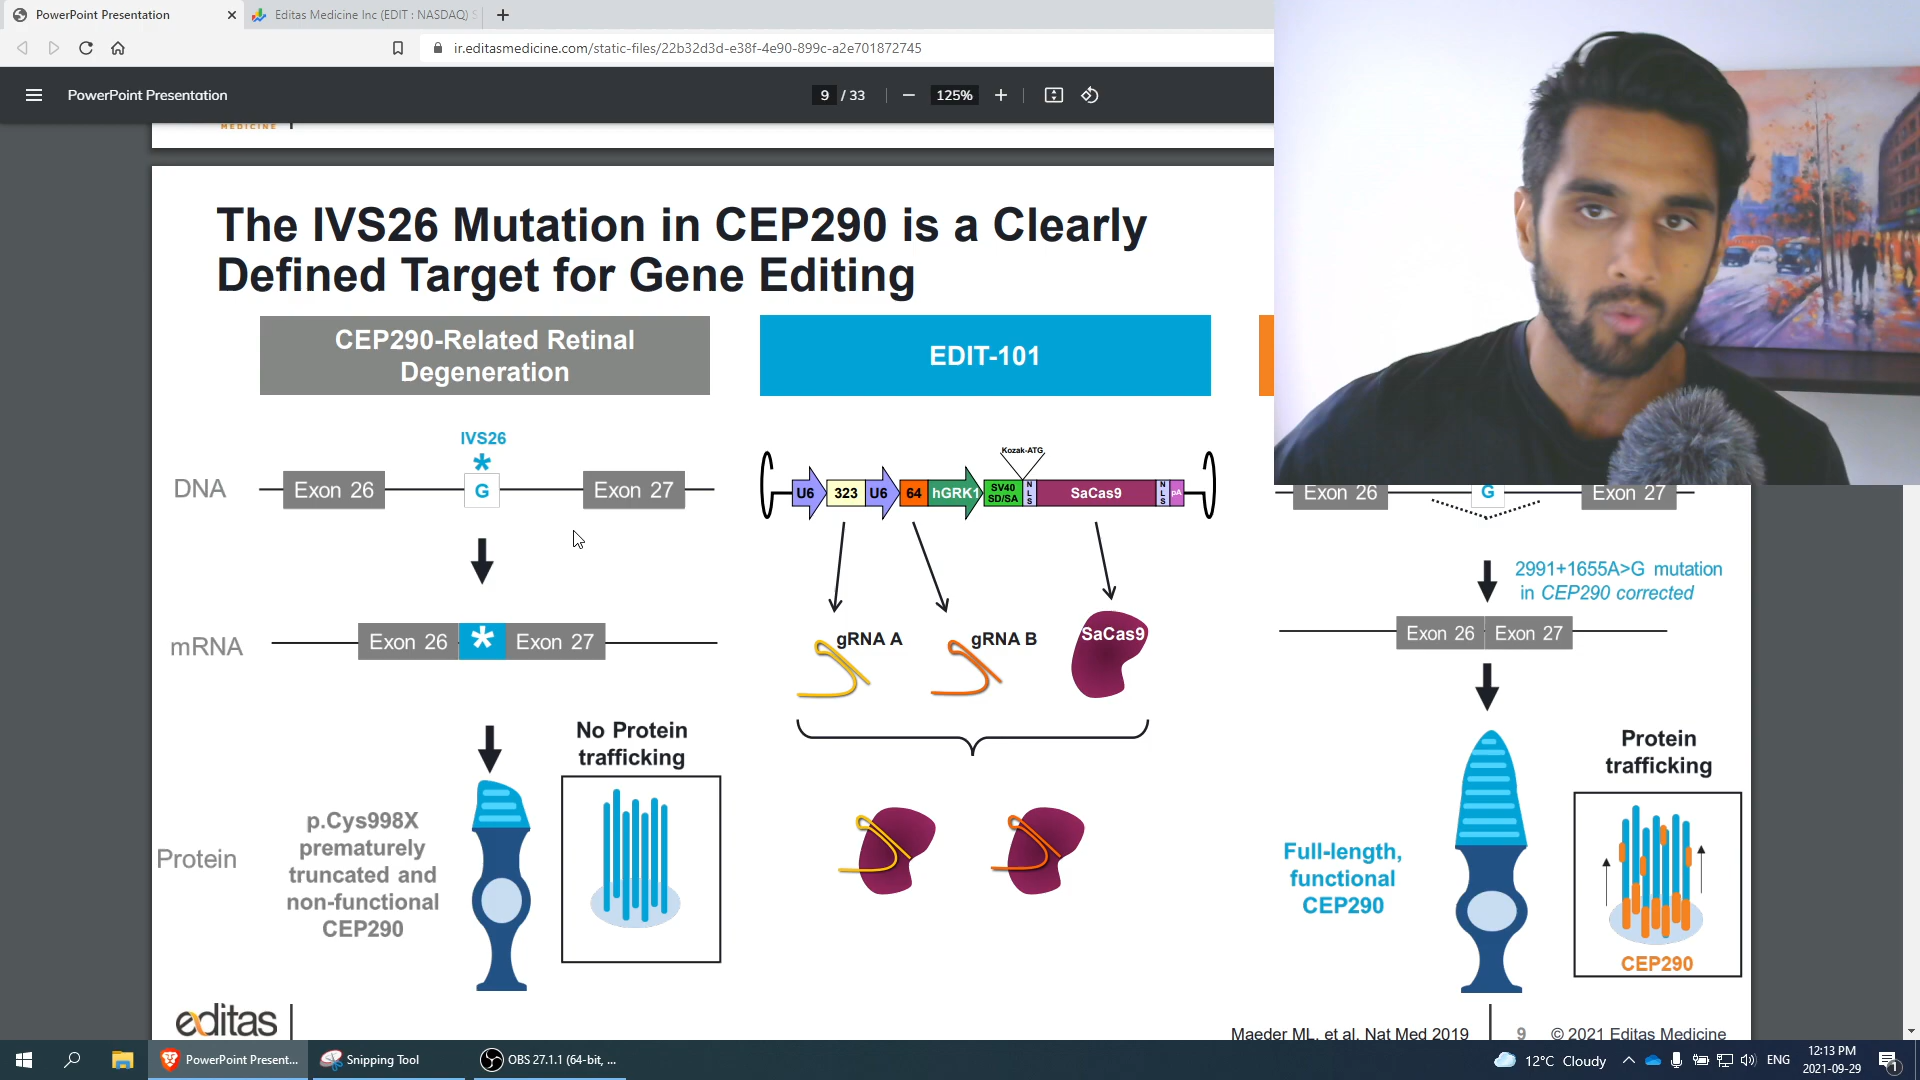 PowerPoint Presentation
Editas Medicine Inc (EDIT : NASDAQ)
ir.editasmedicine.com/static-files/22b32d3d-e38f-4e90-899c-a2e701872745
PowerPoint Presentation
9 / 33
125%
MEDICINE
The IVS26 Mutation in CEP290 is a Clearly
Defined Target for Gene Editing
CEP290-Related Retinal
Degeneration
EDIT-101
IVS26
*
DNA
Exon 26
G
Exon 27
Kozak-ATG
U6
323
U6
64
hGRK1
SV40
SD/SA
NLS
SaCas9
NLS
pA
Exon 26
G
Exon 27
2991+1655A>G mutation
in CEP290 corrected
mRNA
Exon 26
*
Exon 27
gRNA A
gRNA B
SaCas9
Exon 26
Exon 27
No Protein
trafficking
Protein
trafficking
Protein
p.Cys998X
prematurely
truncated and
non-functional
CEP290
Full-length,
functional
CEP290
CEP290
editas
Maeder ML, et al. Nat Med 2019
9
© 2021 Editas Medicine
PowerPoint Present...
Snipping Tool
OBS 27.1.1 (64-bit, ...
12°C Cloudy
ENG
12:13 PM
2021-09-29
1